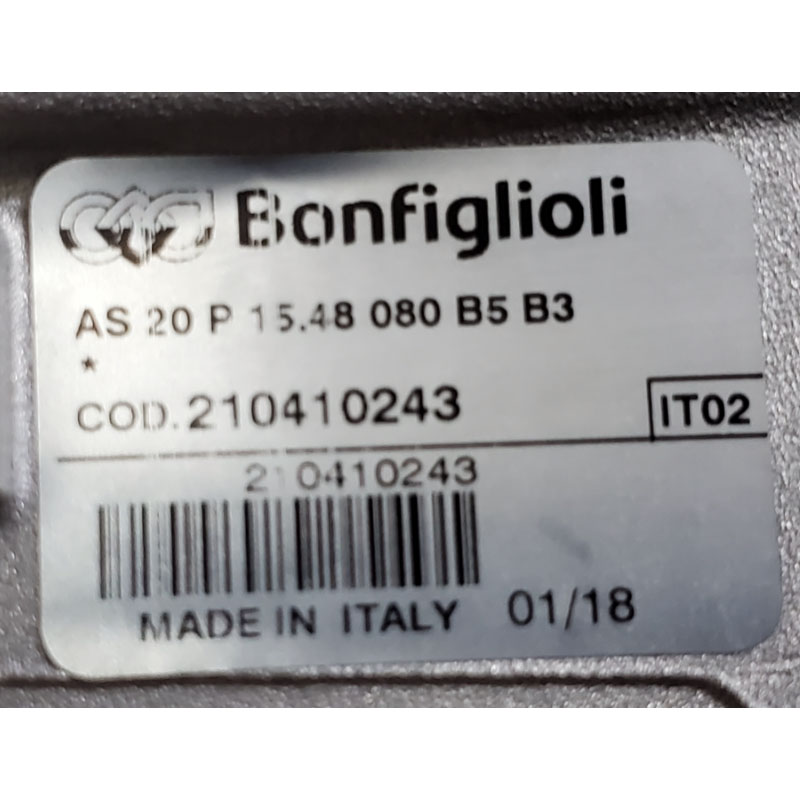 Bonfiglioli
AS 20 P 15.48 080 B5 B3
*
COD. 210410243
IT02
210410243
MADE IN ITALY 01/18